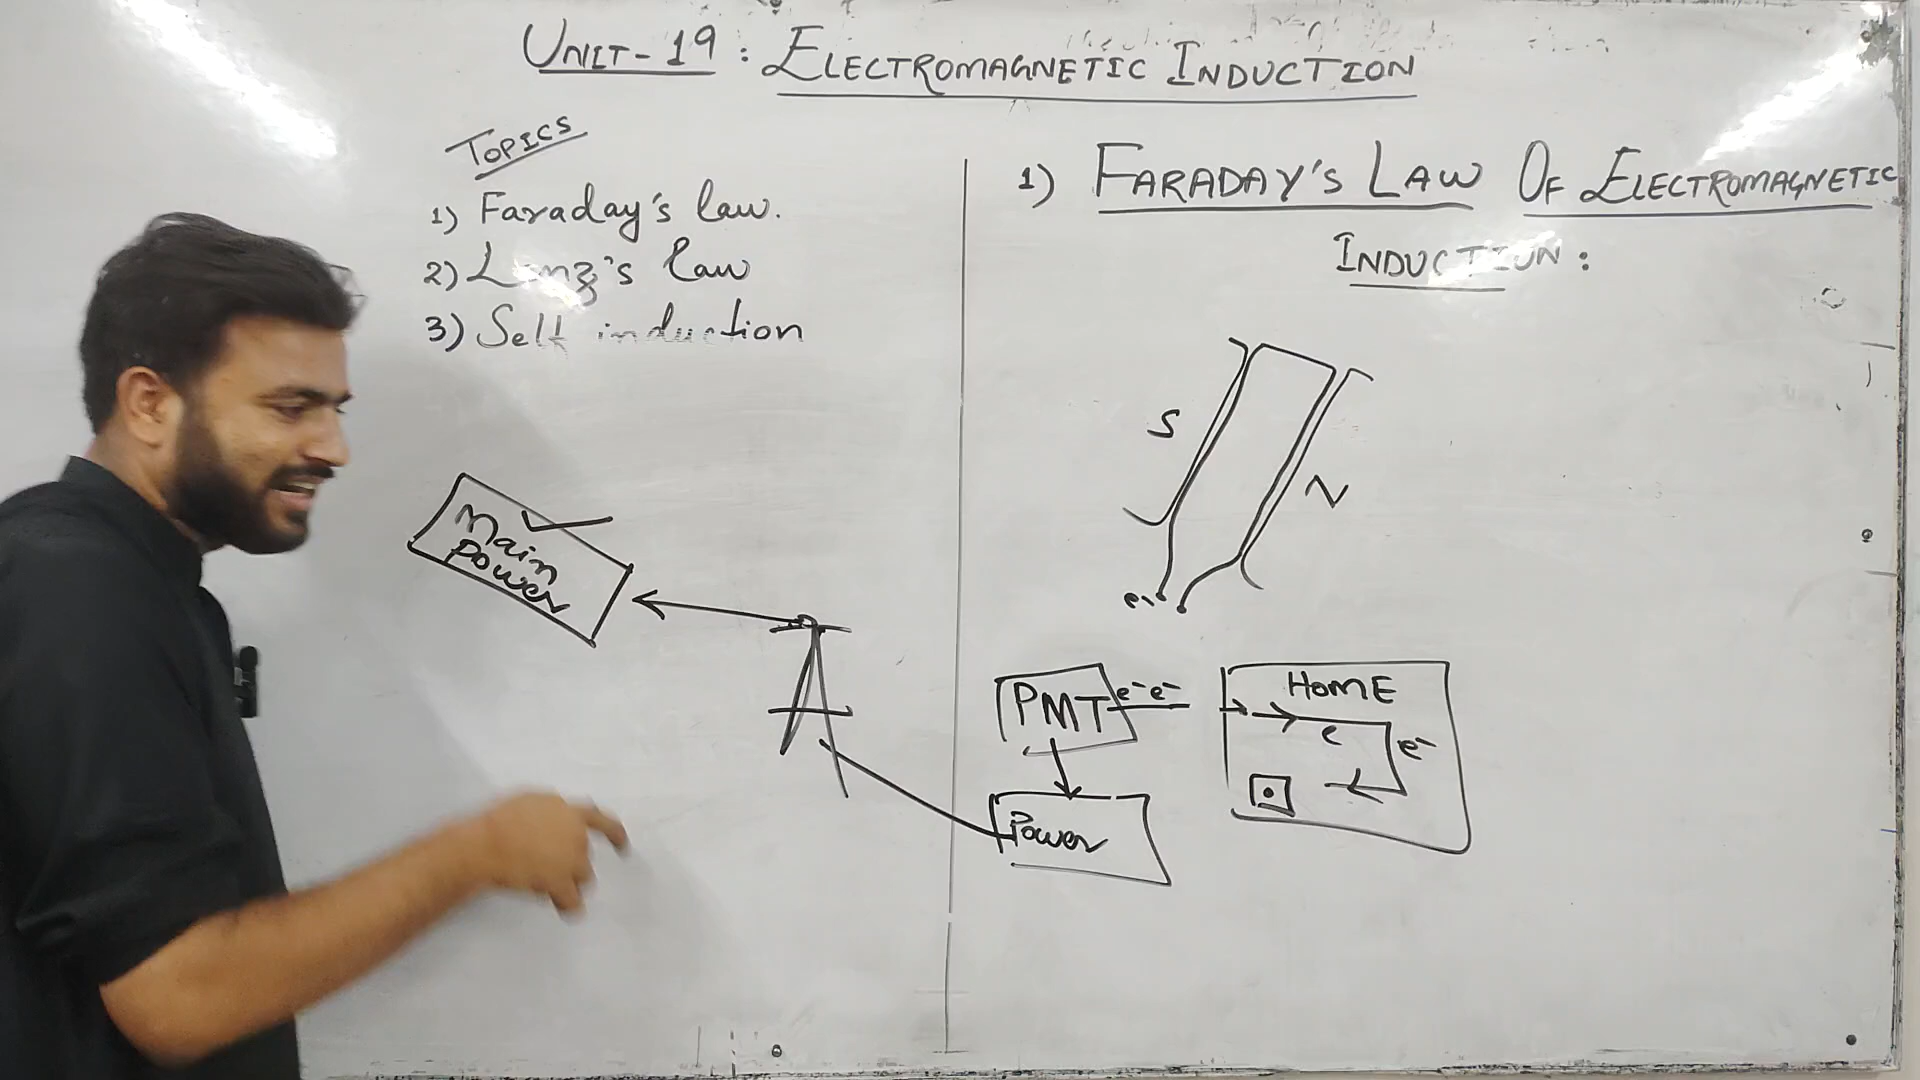 UNIT-19 : ELECTROMAGNETIC INDUCTION
TOPICS
1) Faraday's law.
2) Lenz's law
3) Self induction
1) FARADAY'S LAW OF ELECTROMAGNETIC
INDUCTION :
S
N
Main
Power
PMT
e⁻ e⁻
HOME
e
e⁻
Power